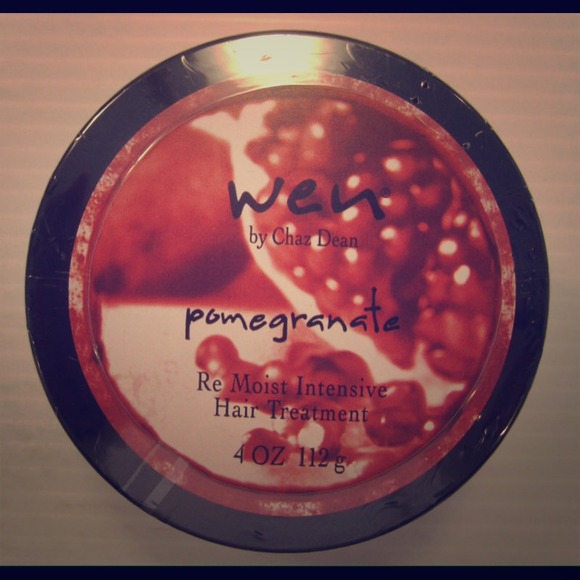 wen®
by Chaz Dean
pomegranate
Re Moist Intensive
Hair Treatment
4 OZ 112 g